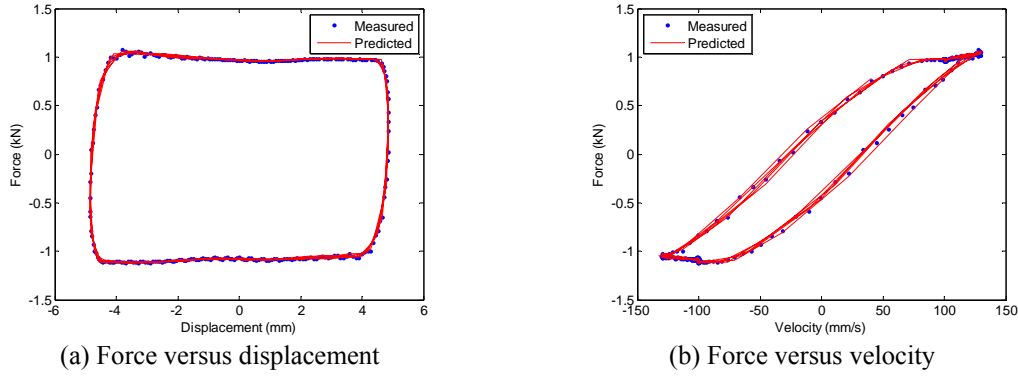 1.5
1
0.5
0
-0.5
-1
-1.5
-6
-4
-2
0
2
4
6
Force (kN)
Displacement (mm)
Measured
Predicted
(a) Force versus displacement
1.5
1
0.5
0
-0.5
-1
-1.5
-150
-100
-50
0
50
100
150
Force (kN)
Velocity (mm/s)
Measured
Predicted
(b) Force versus velocity